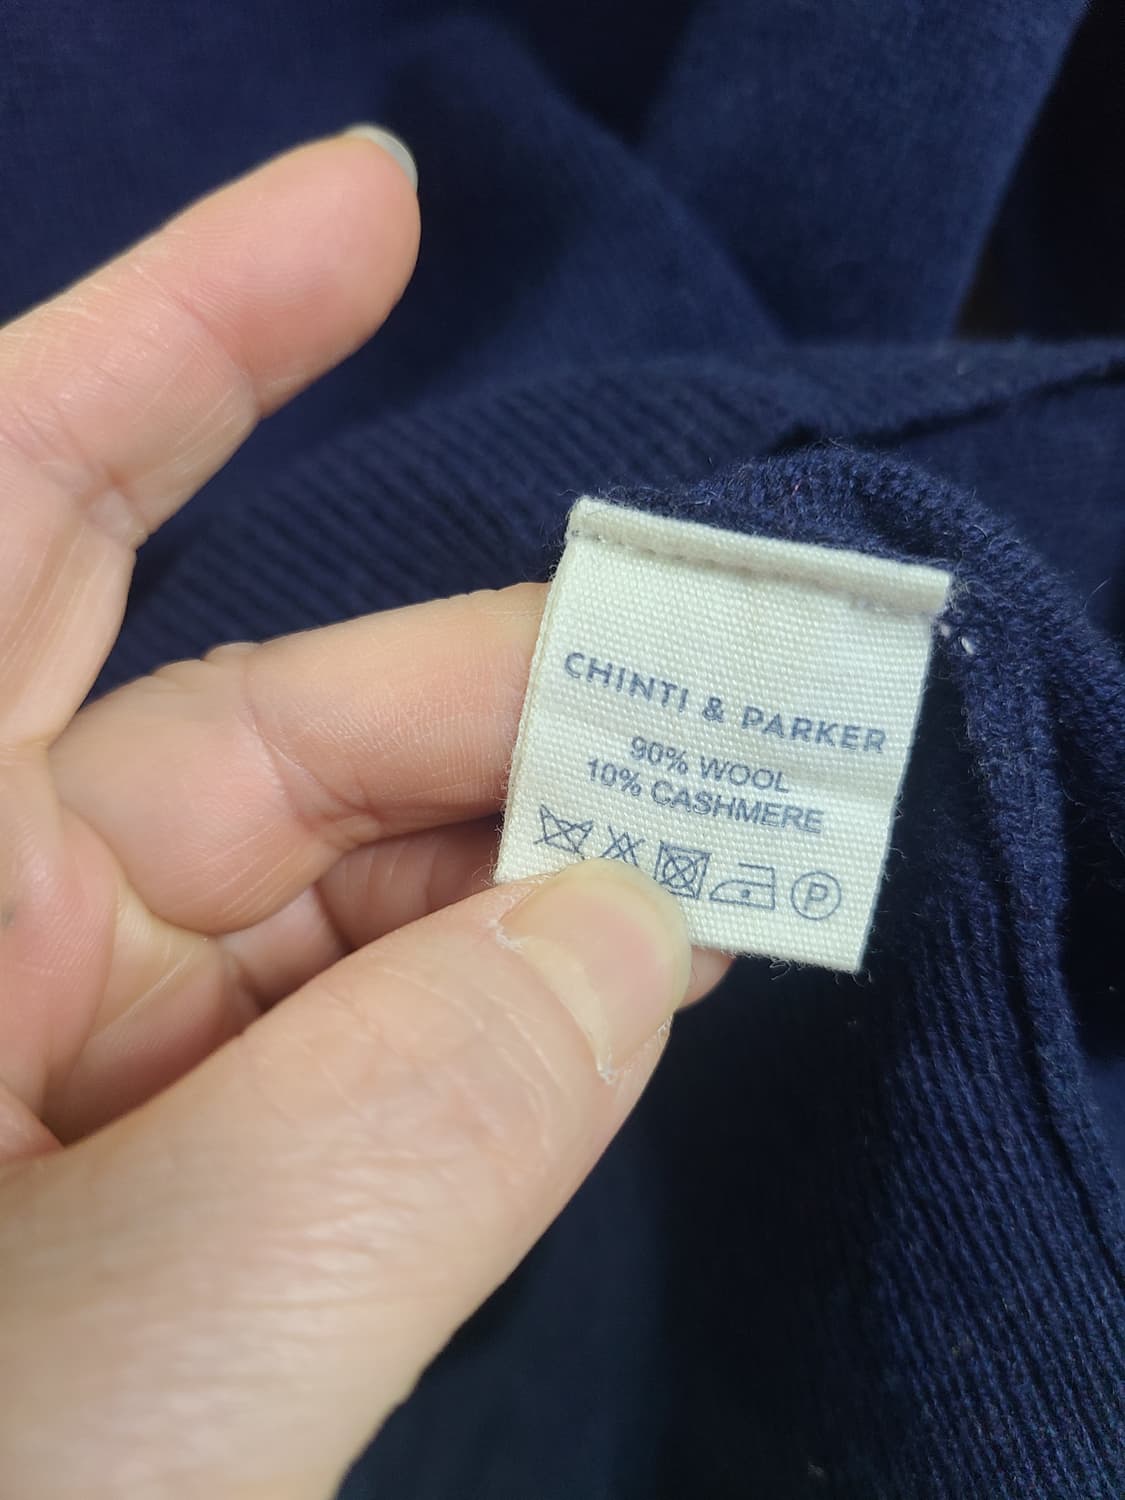 CHINTI & PARKER
90% WOOL
10% CASHMERE
P